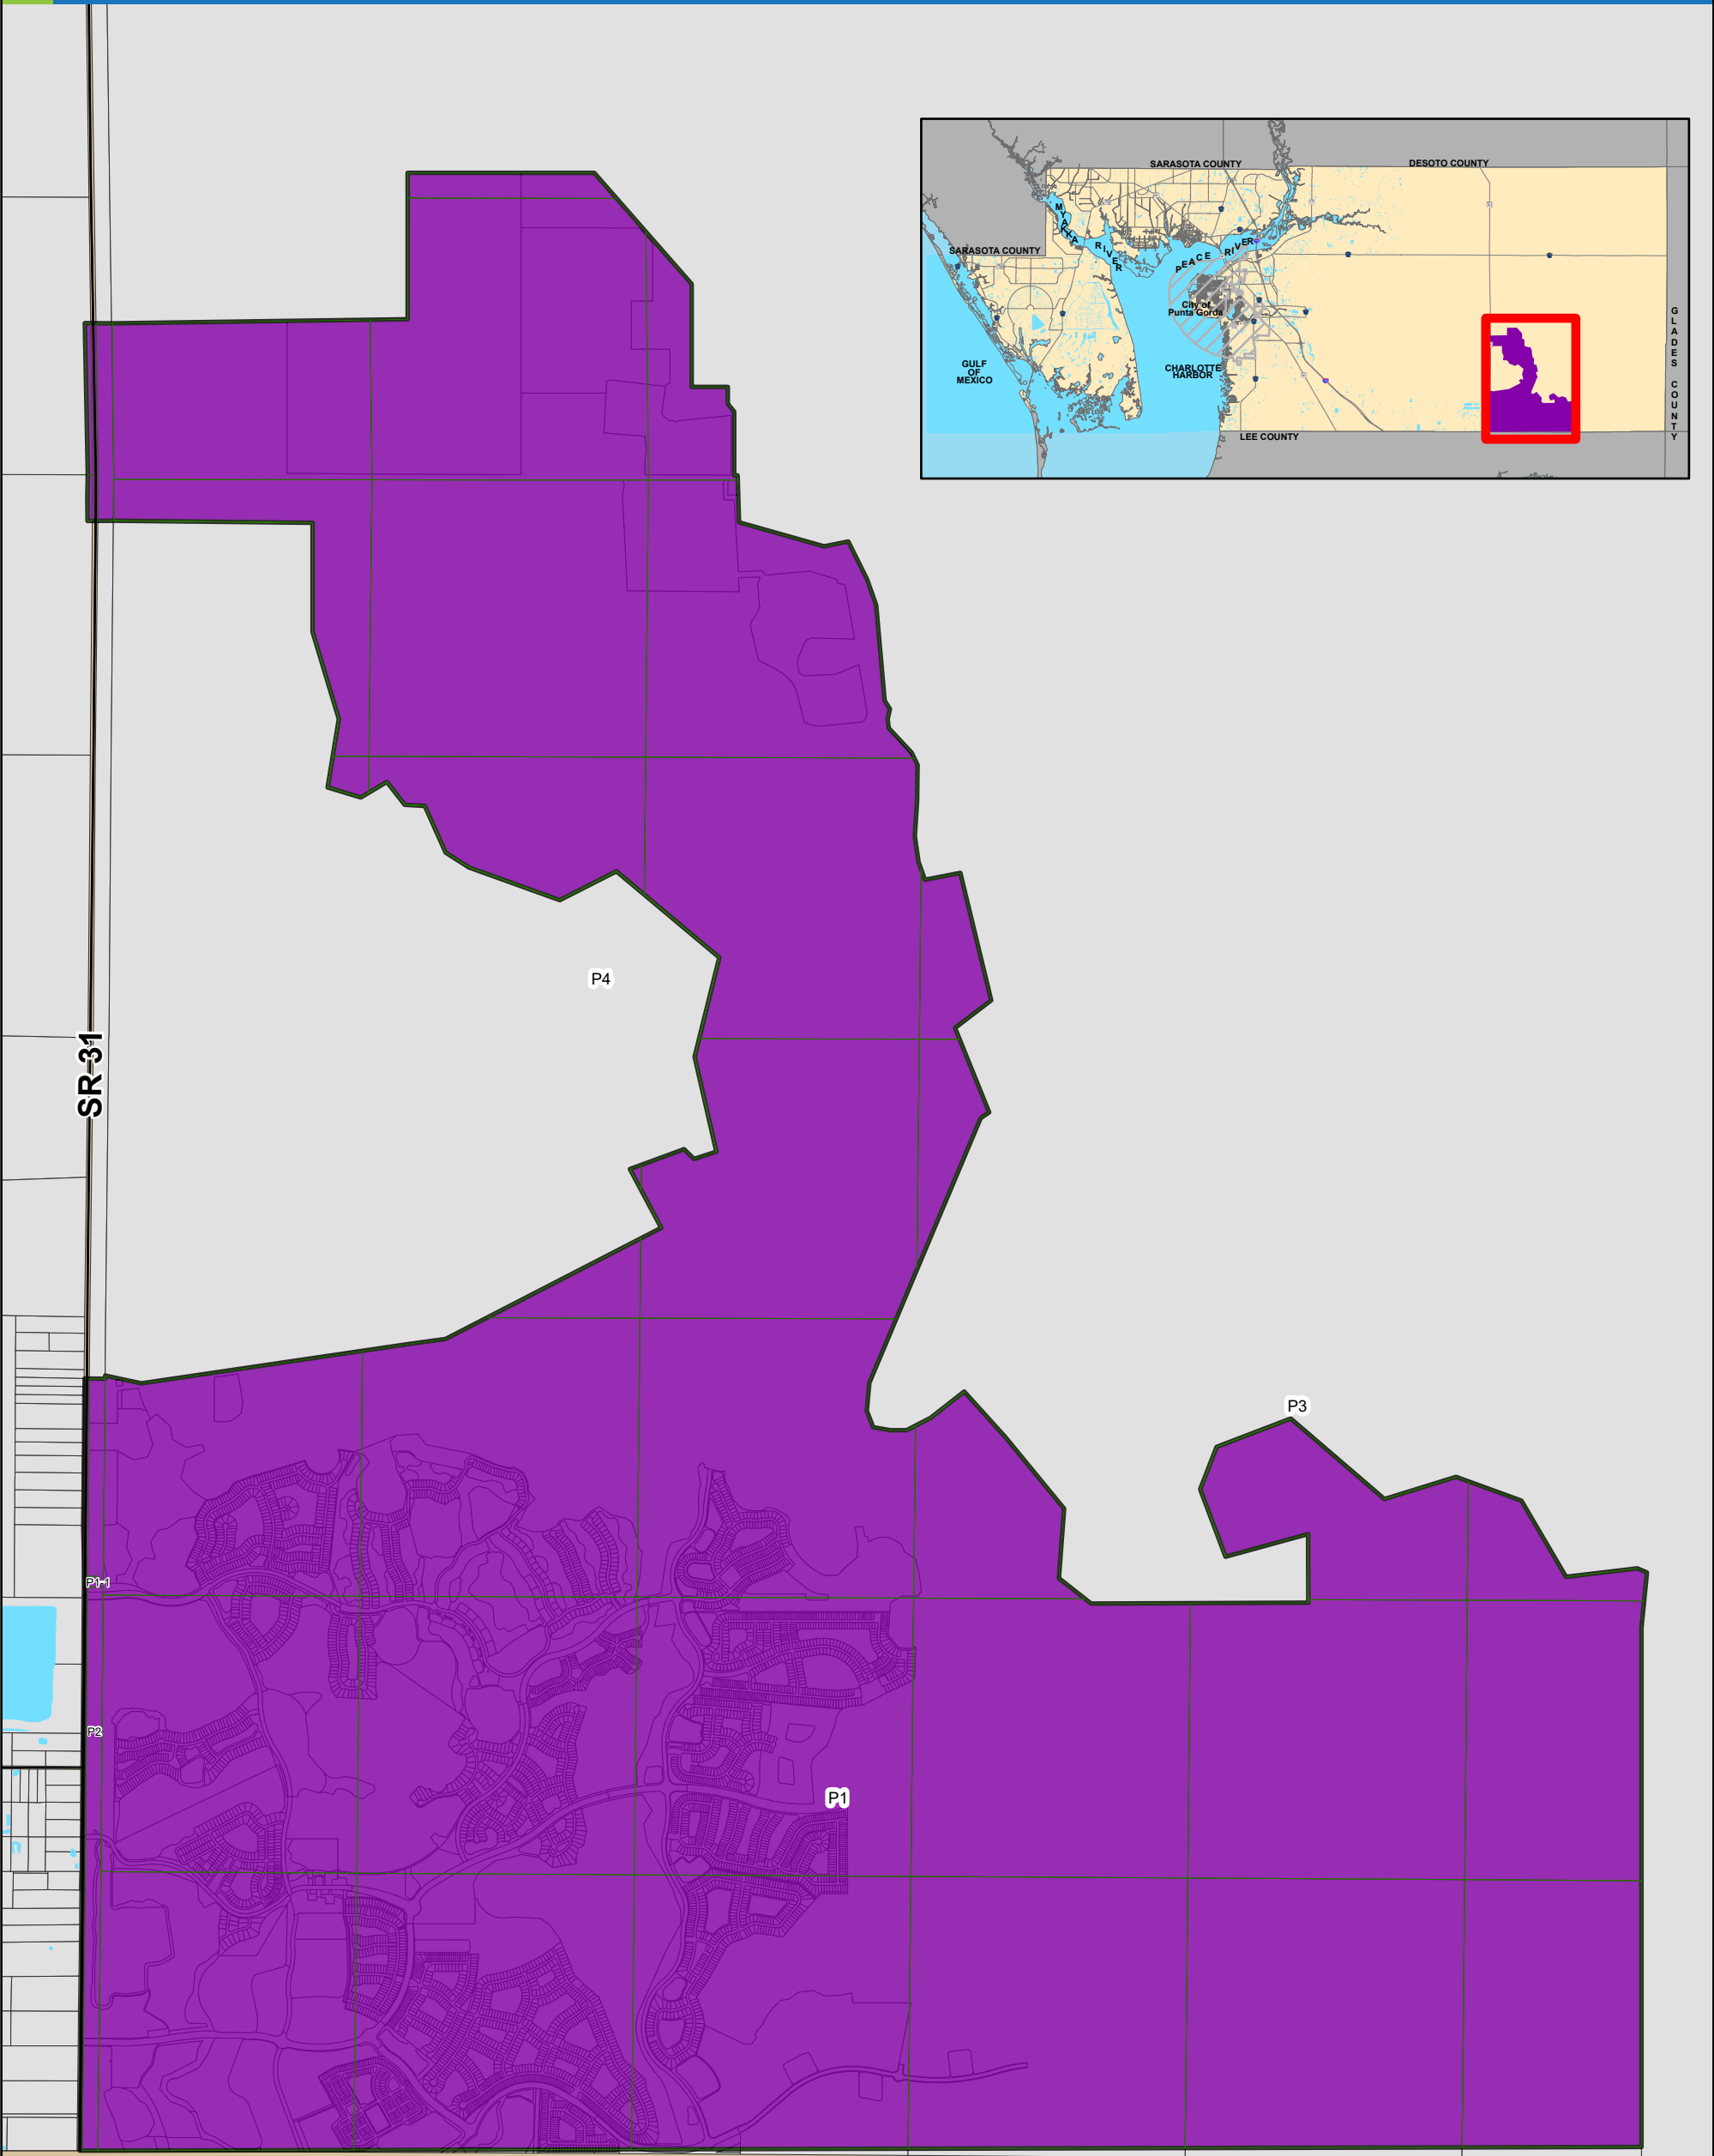 SARASOTA COUNTY
DESOTO COUNTY
MYAKKA RIVER
PEACE RIVER
SARASOTA COUNTY
City of
Punta Gorda
GULF
OF
MEXICO
CHARLOTTE
HARBOR
LEE COUNTY
GLADES COUNTY
P4
SR 31
P3
P1-1
P2
P1